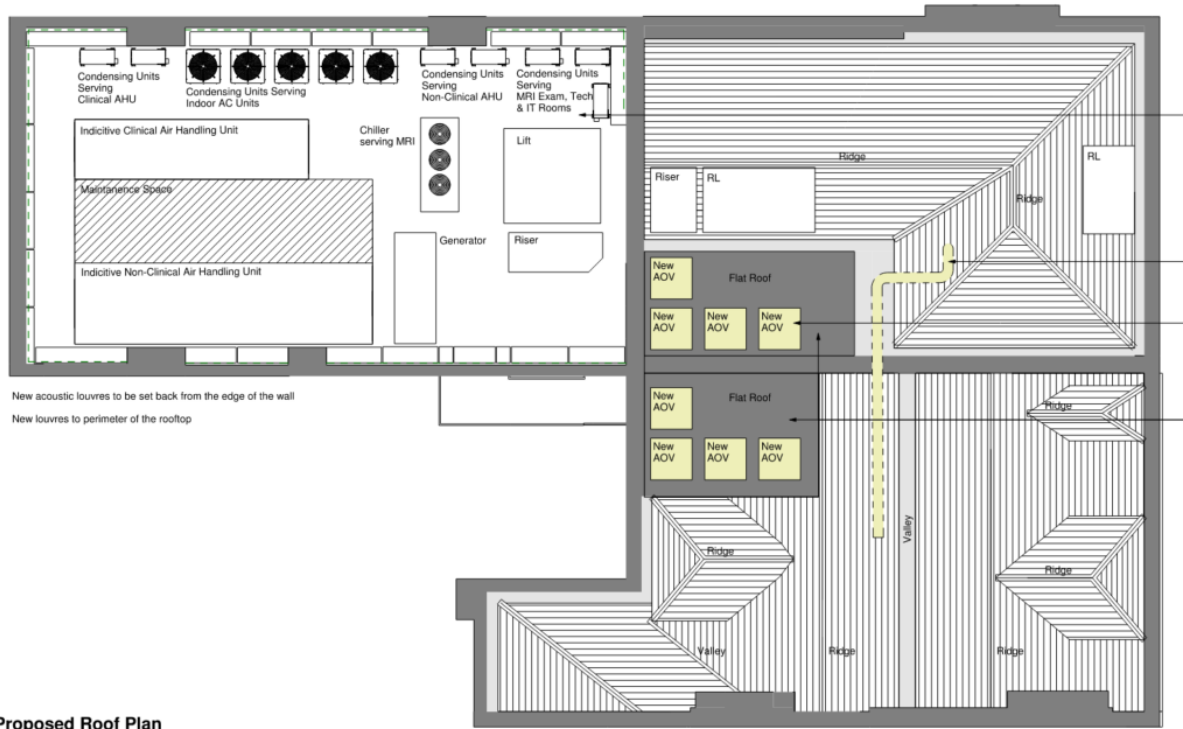 Condensing Units
Serving
Clinical AHU
Condensing Units Serving
Indoor AC Units
Condensing Units
Serving
Non-Clinical AHU
Condensing Units
Serving
MRI Exam, Tech
& IT Rooms
Indicitive Clinical Air Handling Unit
Chiller
serving MRI
Lift
Maintanence Space
Generator
Riser
Indicitive Non-Clinical Air Handling Unit
Ridge
RL
Riser
RL
Ridge
New
AOV
Flat Roof
New
AOV
New
AOV
New
AOV
New
AOV
Flat Roof
New
AOV
New
AOV
New
AOV
Ridge
Valley
Ridge
Ridge
Valley
Ridge
Ridge
New acoustic louvres to be set back from the edge of the wall
New louvres to perimeter of the rooftop
Proposed Roof Plan